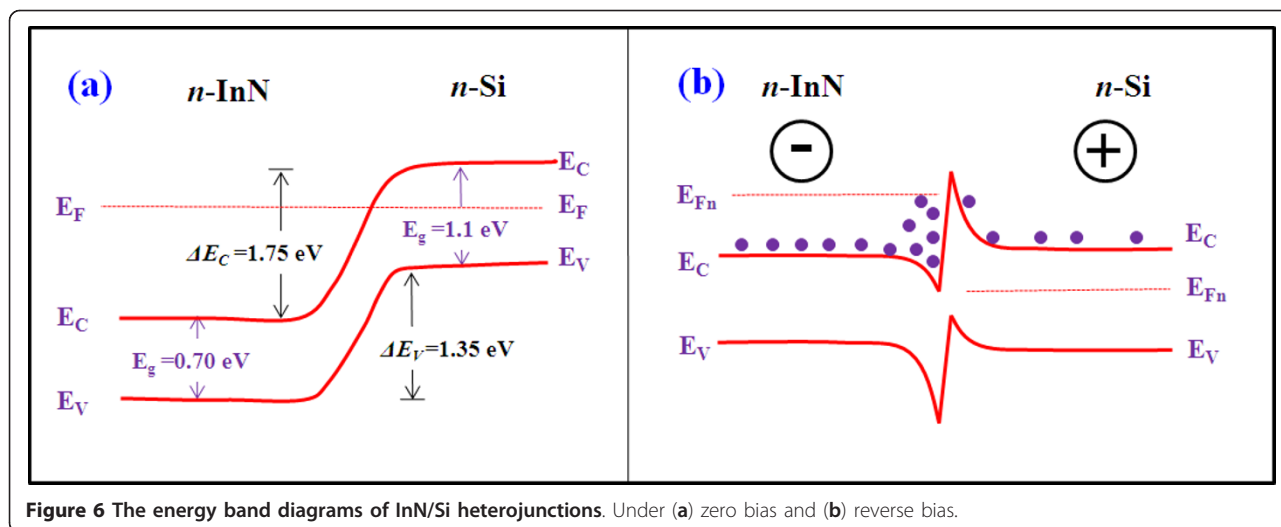 (a)
n-InN
n-Si
E_C
E_F
E_F
E_g =1.1 eV
ΔE_C=1.75 eV
E_V
E_C
E_g =0.70 eV
ΔE_V=1.35 eV
E_V
(b)
n-InN
n-Si
-
+
E_Fn
E_C
E_C
E_Fn
E_V
E_V
Figure 6 The energy band diagrams of InN/Si heterojunctions. Under (a) zero bias and (b) reverse bias.